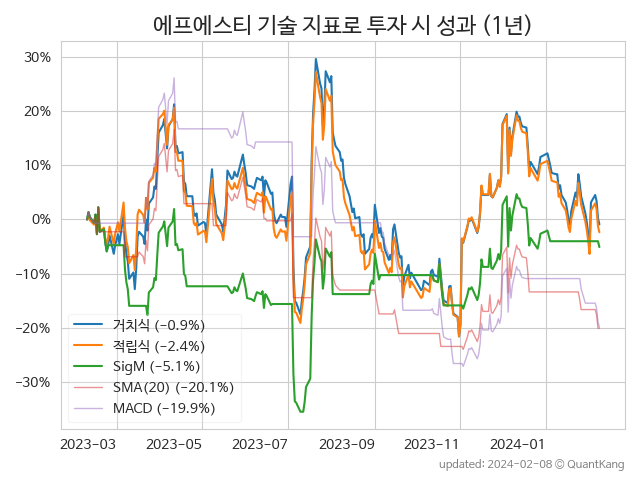 에프에스티 기술 지표로 투자 시 성과 (1년)
30%
20%
10%
0%
−10%
−20%
−30%
거치식 (−0.9%)
적립식 (−2.4%)
SigM (−5.1%)
SMA(20) (−20.1%)
MACD (−19.9%)
2023−03 2023−05 2023−07 2023−09 2023−11 2024−01
updated: 2024−02−08 © QuantKang